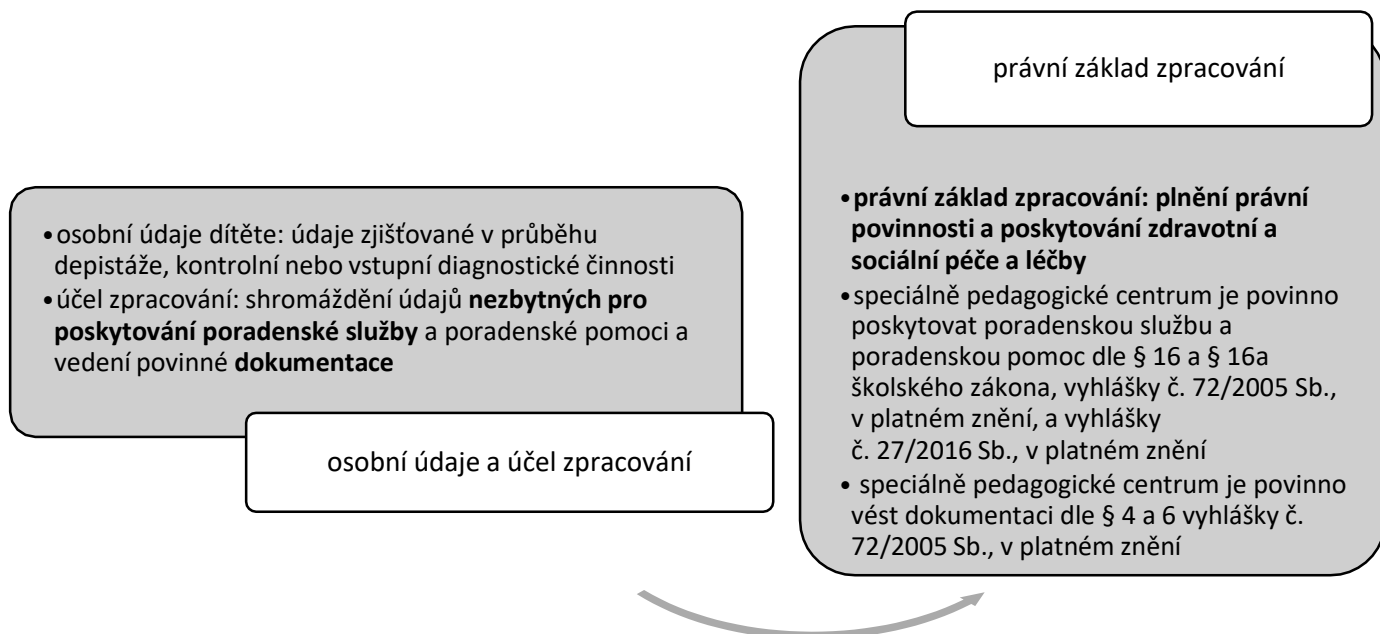 • osobní údaje dítěte: údaje zjišťované v průběhu
depistáže, kontrolní nebo vstupní diagnostické činnosti
• účel zpracování: shromáždění údajů nezbytných pro
poskytování poradenské služby a poradenské pomoci a
vedení povinné dokumentace
osobní údaje a účel zpracování
právní základ zpracování
• právní základ zpracování: plnění právní
povinnosti a poskytování zdravotní a
sociální péče a léčby
• speciálně pedagogické centrum je povinno
poskytovat poradenskou službu a
poradenskou pomoc dle § 16 a § 16a
školského zákona, vyhlášky č. 72/2005 Sb.,
v platném znění, a vyhlášky
č. 27/2016 Sb., v platném znění
• speciálně pedagogické centrum je povinno
vést dokumentaci dle § 4 a 6 vyhlášky č.
72/2005 Sb., v platném znění